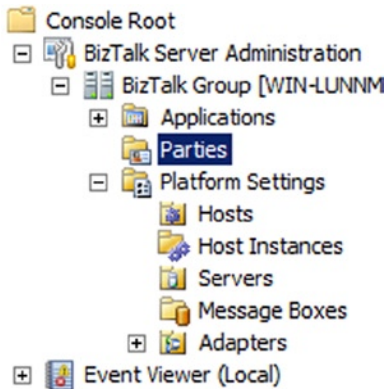 Console Root
BizTalk Server Administration
BizTalk Group [WIN-LUNNM
Applications
Parties
Platform Settings
Hosts
Host Instances
Servers
Message Boxes
Adapters
Event Viewer (Local)